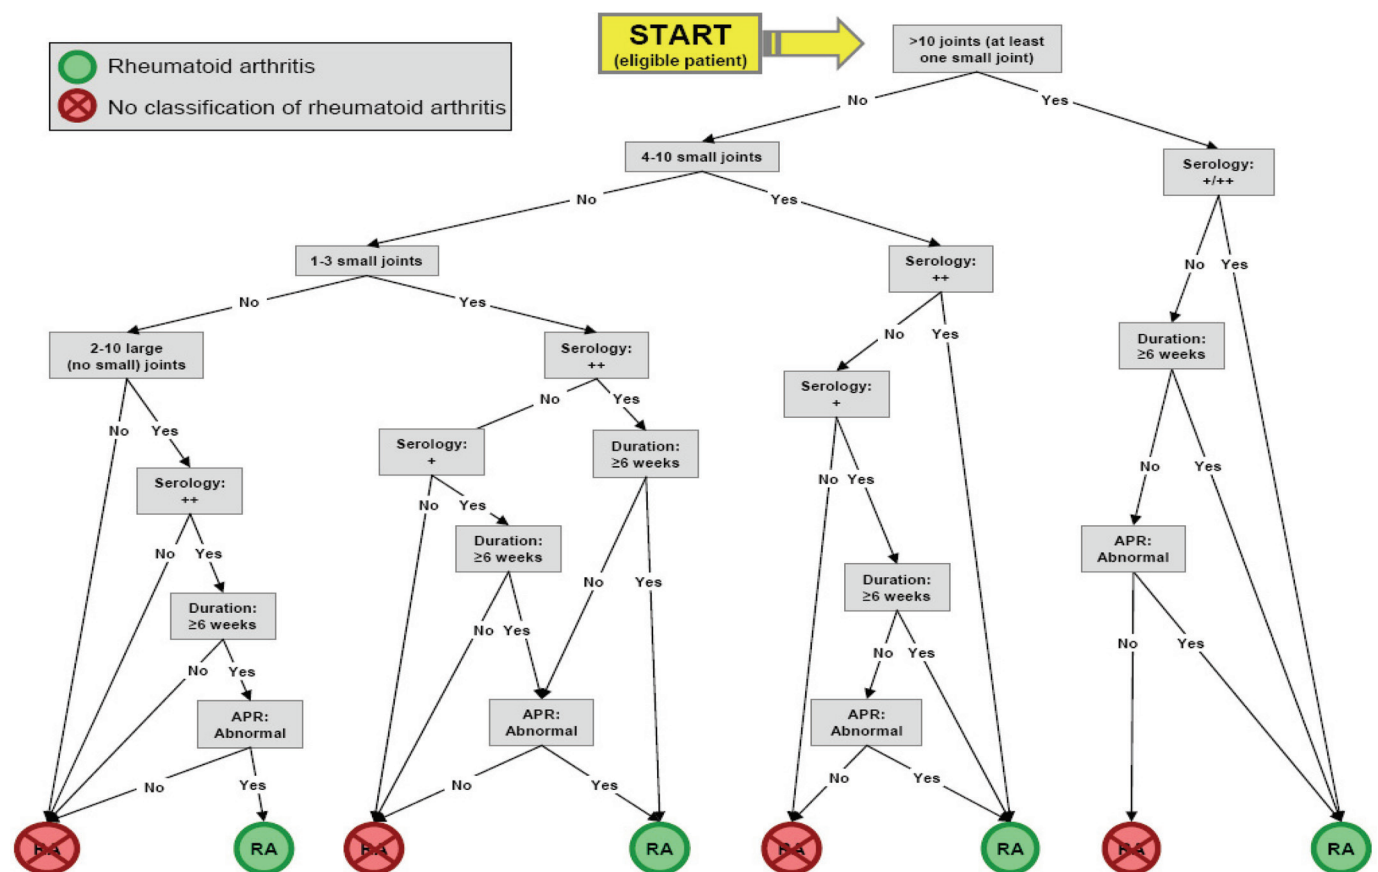 START
(eligible patient)
>10 joints (at least
one small joint)
Rheumatoid arthritis
No classification of rheumatoid arthritis
No
Yes
4-10 small joints
Serology:
+/++
No
Yes
1-3 small joints
Serology:
++
No
Yes
No
Yes
2-10 large
(no small) joints
Serology:
++
No
Yes
Duration:
≥6 weeks
Serology:
+
No
Yes
No
Yes
Serology:
+
Duration:
≥6 weeks
No
Yes
No
Yes
Serology:
++
No
Yes
No
Yes
Duration:
≥6 weeks
APR:
Abnormal
No
Yes
No
Yes
Duration:
≥6 weeks
Duration:
≥6 weeks
No
Yes
No
Yes
No
Yes
No
Yes
APR:
Abnormal
APR:
Abnormal
APR:
Abnormal
No
Yes
No
Yes
No
Yes
RA
RA
RA
RA
RA
RA
RA
RA